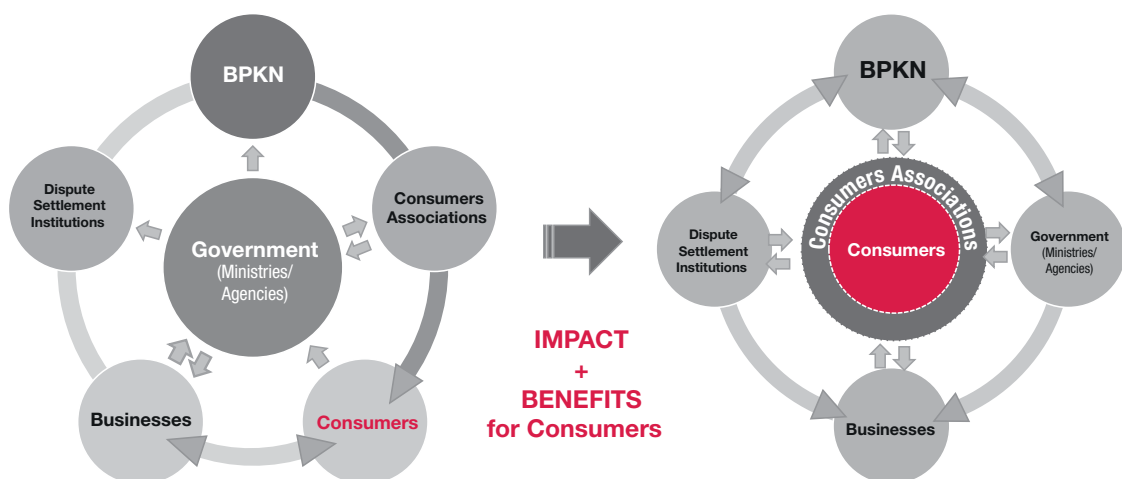 BPKN
Dispute
Settlement
Institutions
Consumers
Associations
Government
(Ministries/
Agencies)
Businesses
Consumers
IMPACT
+
BENEFITS
for Consumers
BPKN
Consumers Associations
Consumers
Dispute
Settlement
Institutions
Government
(Ministries/
Agencies)
Businesses